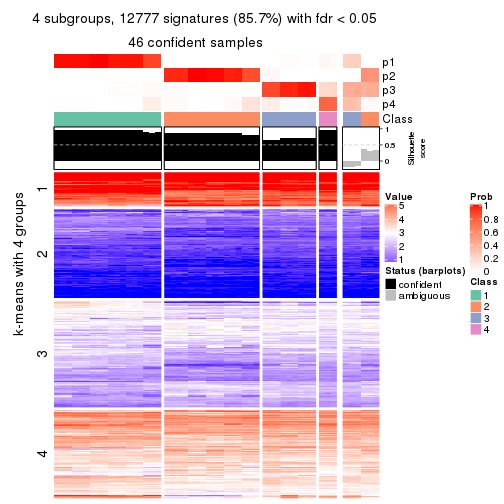 4 subgroups, 12777 signatures (85.7%) with fdr < 0.05
46 confident samples
p1
p2
p3
p4
Class
1
0.5
0
Silhouette
score
k-means with 4 groups
1
2
3
4
Value
5
4
3
2
1
Status (barplots)
confident
ambiguous
Prob
1
0.8
0.6
0.4
0.2
0
Class
1
2
3
4